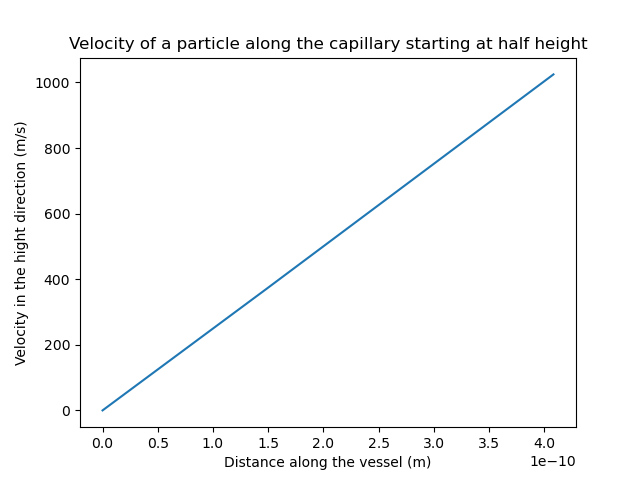 Velocity of a particle along the capillary starting at half height
Velocity in the hight direction (m/s)
1000
800
600
400
200
0
0.0 0.5 1.0 1.5 2.0 2.5 3.0 3.5 4.0
1e−10
Distance along the vessel (m)